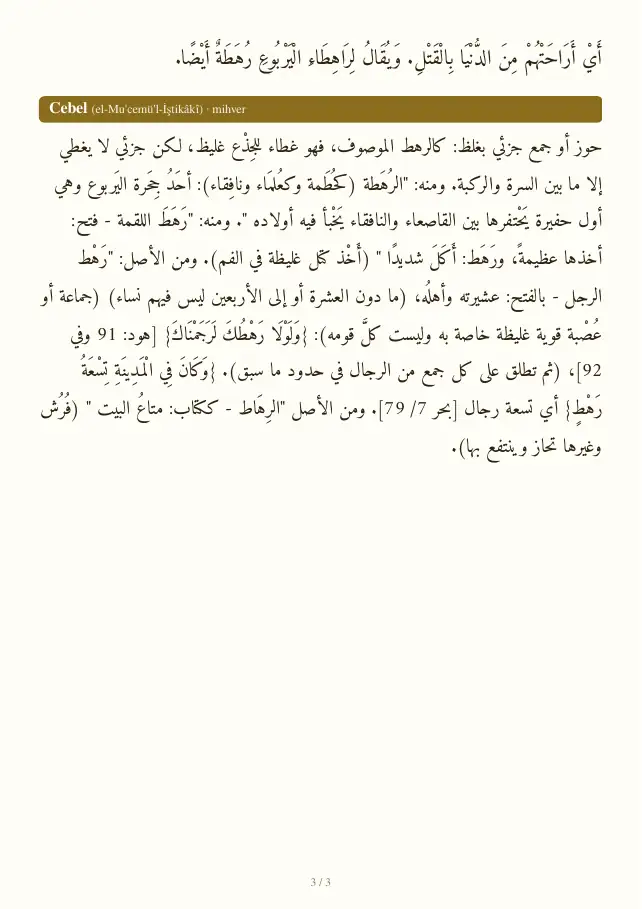 أَيْ أَرَاحَتْهُمْ مِنَ الدُّنْيَا بِالْقَتْلِ. وَيُقَالُ لِرَاهِطَاءِ الْيَرْبُوعِ رُهَطَةٌ أَيْضًا.
Cebel (el-Mu'cemü'l-İştikâkî) · mihver
حوز أو جمع جزئي بغلظ: كالرهط الموصوف، فهو غطاء للجِذْع غليظ، لكن جزئي لا يغطي
إلا ما بين السرة والركبة. ومنه: "الرُهَطة (كحُطَمة وكعُلَماء ونافِقاء): أحَدُ جِحَرة اليَربوع وهي
أول حفيرة يَحْتفرها بين القاصعاء والنافقاء يَخْبأ فيه أولاده ". ومنه: "رَهَطَ اللقمة - فتح:
أخذها عظيمةً، ورَهَط: أَكَلَ شديدًا " (أَخْذ كتل غليظة في الفم). ومن الأصل: "رَهْط
الرجل - بالفتح: عشيرته وأهلُه، (ما دون العشرة أو إلى الأربعين ليس فيهم نساء) (جماعة أو
عُصْبة قوية غليظة خاصة به وليست كلَّ قومه): {وَلَوْلَا رَهْطُكَ لَرَجَمْنَاكَ} [هود: 91 وفي
92]، (ثم تطلق على كل جمع من الرجال في حدود ما سبق). {وَكَانَ فِي الْمَدِينَةِ تِسْعَةُ
رَهْطٍ} أي تسعة رجال [بحر 7/ 79]. ومن الأصل "الرِهَاط - ككتاب: متاعُ البيت " (فُرُش
وغيرها تحاز وينتفع بها).
3 / 3